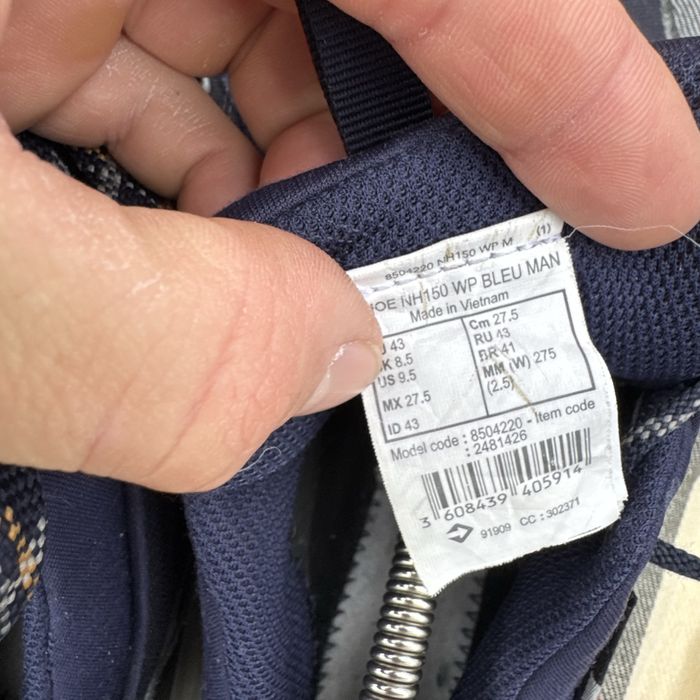 8504220 NH150 WP M (1)
NH150 WP BLEU MAN
Made in Vietnam
43
8.5
US 9.5
MX 27.5
ID 43
Cm 27.5
RU 43
BR 41
MM (W) 275
(2.5)
Model code : 8504220 - Item code
: 2481426
3 608439 405914
91909 CC : 302371